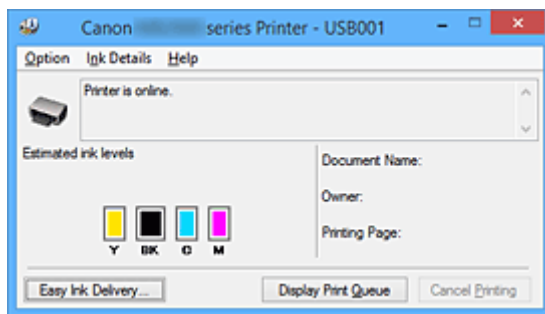 Canon series Printer - USB001
Option Ink Details Help
Printer is online.
Estimated ink levels
Document Name:
Owner:
Printing Page:
Y BK C M
Easy Ink Delivery... Display Print Queue Cancel Printing